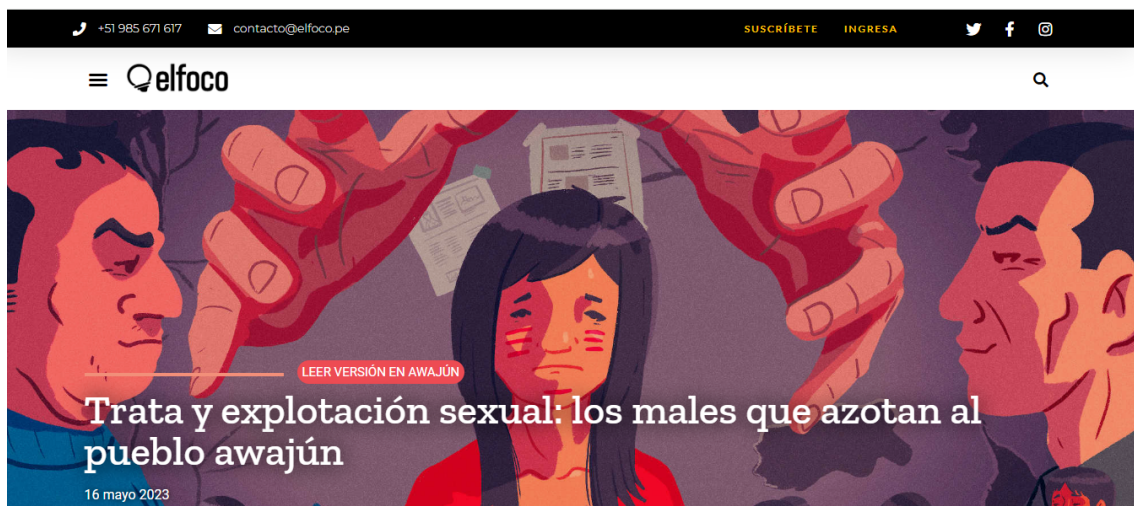 +51 985 671 617 contacto@elfoco.pe SUSCRÍBETE INGRESA
elfoco
LEER VERSIÓN EN AWAJÚN
Trata y explotación sexual: los males que azotan al
pueblo awajún
16 mayo 2023